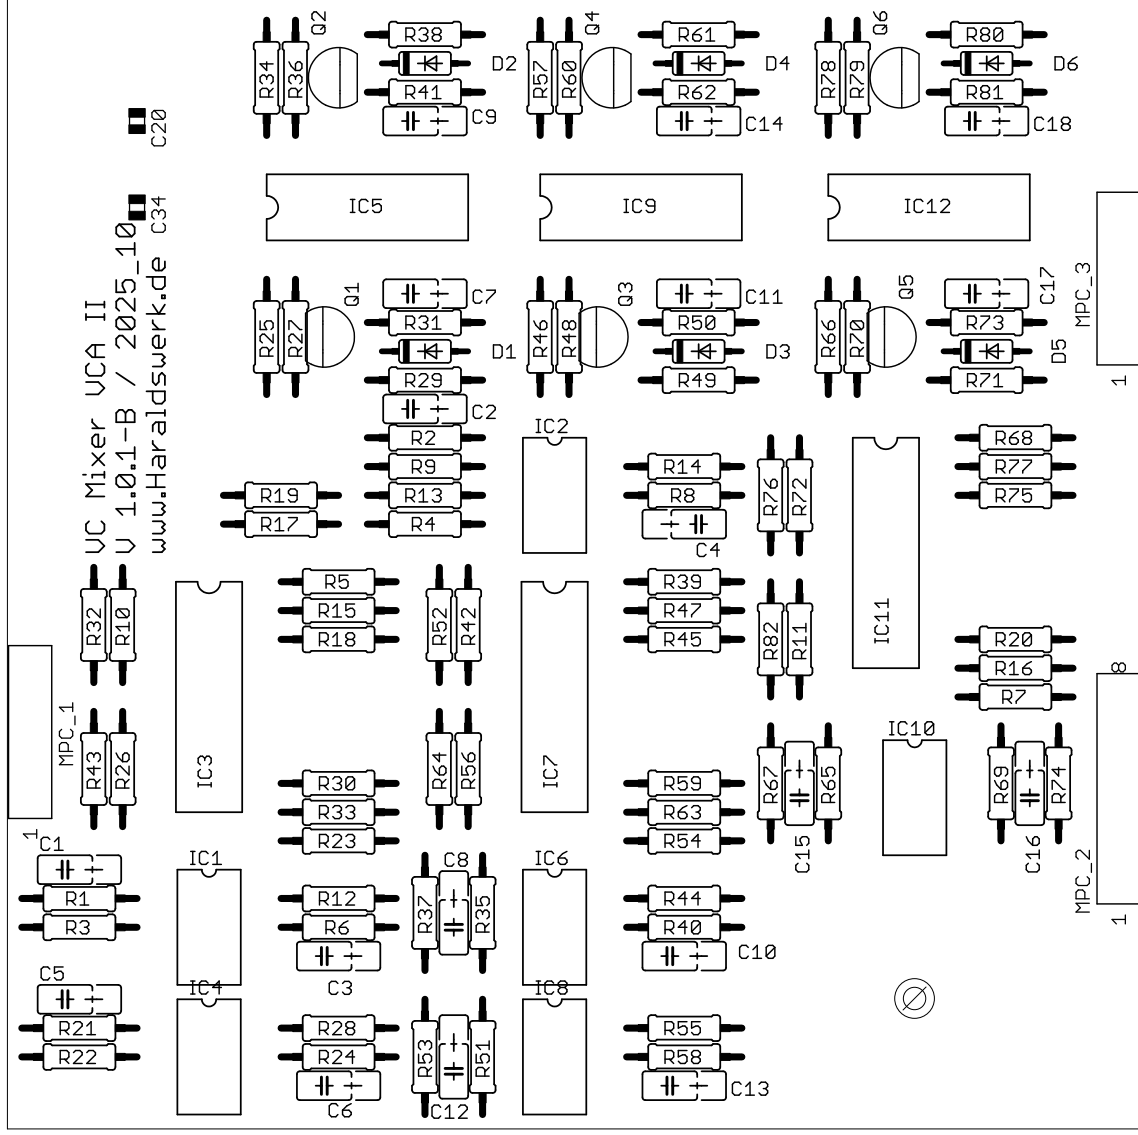 Q2
R38
Q4
R61
Q6
R80
R34
R36
D2
R57
R60
D4
R78
R79
D6
R41
R62
R81
C9
C14
C18
C20
C34
IC5
IC9
IC12
VC Mixer VCA II
V 1.0.1-B / 2025_10
www.Haraldswerk.de
MPC_3
1
Q1
C7
Q3
C11
Q5
C17
R25
R27
R31
R46
R48
R50
R66
R70
R73
D1
D3
D5
R29
R49
R71
C2
R2
IC2
R68
R9
R14
R77
R19
R13
R8
R76
R72
R75
R17
R4
C4
R32
R10
R5
R52
R42
R39
R15
R47
R82
R11
IC11
R18
R45
R20
R16
8
R7
MPC_1
1
R43
R26
IC3
R64
R56
IC7
IC10
R67
R65
R69
R74
R30
R59
R33
R63
R23
R54
C15
C16
C1
IC1
C8
IC6
MPC_2
1
R1
R12
R37
R35
R44
R3
R6
R40
C10
C5
IC4
C3
IC8
R21
R28
R53
R51
R55
R22
R24
R58
C6
C12
C13